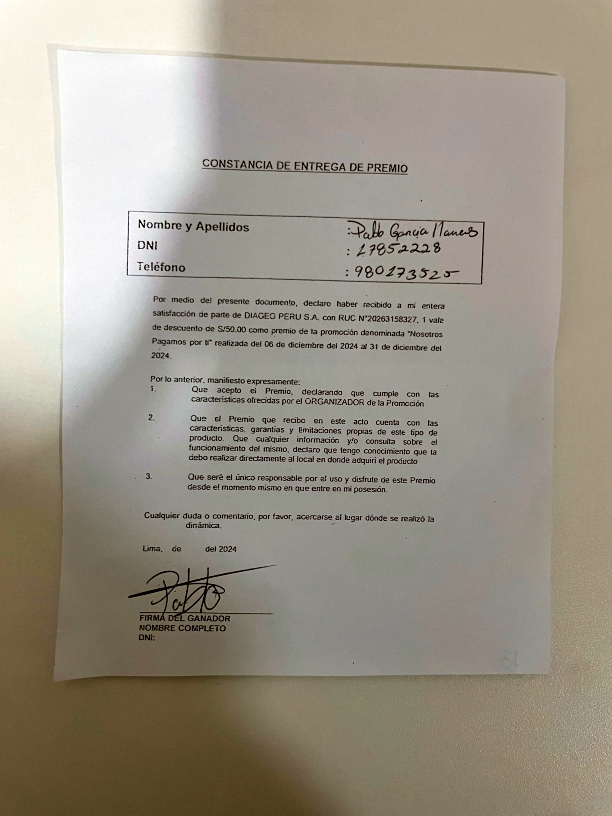 CONSTANCIA DE ENTREGA DE PREMIO
Nombre y Apellidos : Pablo Garcia Llanos
DNI : 17852228
Teléfono : 980173525
Por medio del presente documento, declaro haber recibido a mi entera
satisfacción de parte de DIAGEO PERU S.A. con RUC N°20263158327, 1 vale
de descuento de S/50.00 como premio de la promoción denominada "Nosotros
Pagamos por ti" realizada del 06 de diciembre del 2024 al 31 de diciembre del
2024.
Por lo anterior, manifiesto expresamente:
1. Que acepto el Premio, declarando que cumple con las
características ofrecidas por el ORGANIZADOR de la Promoción
2. Que el Premio que recibo en este acto cuenta con las
características, garantías y limitaciones propias de este tipo de
producto. Que cualquier información y/o consulta sobre el
funcionamiento del mismo, declaro que tengo conocimiento que la
debo realizar directamente al local en donde adquirí el producto
3. Que seré el único responsable por el uso y disfrute de este Premio
desde el momento mismo en que entre en mi posesión.
Cualquier duda o comentario, por favor, acercarse al lugar dónde se realizó la
dinámica.
Lima, de del 2024
Pablo
FIRMA DEL GANADOR
NOMBRE COMPLETO
DNI: